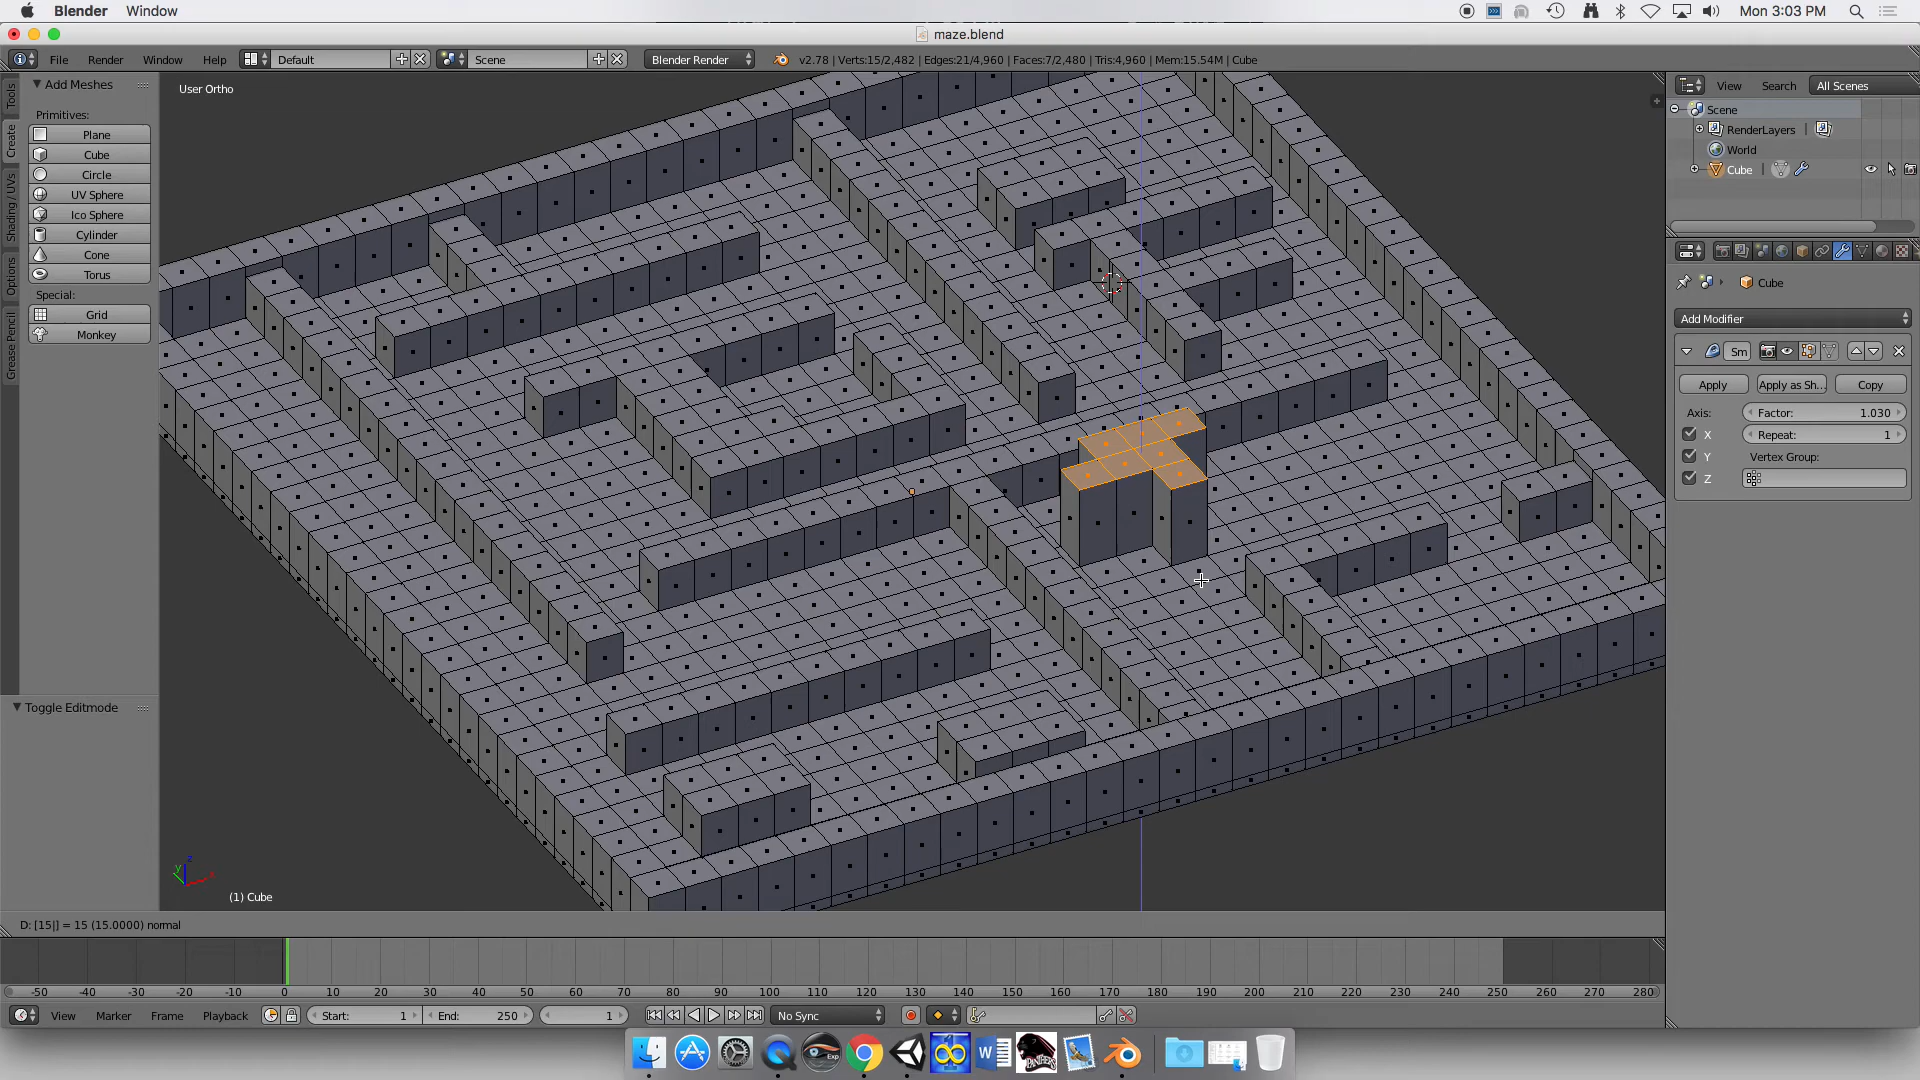 Blender Window Mon 3:03 PM
maze.blend
File Render Window Help Default Scene Blender Render v2.78 | Verts:15/2,482 | Edges:21/4,960 | Faces:7/2,480 | Tris:4,960 | Mem:15.54M | Cube
Tools
Create
Shading / UVs
Options
Grease Pencil
Add Meshes
Primitives:
Plane
Cube
Circle
UV Sphere
Ico Sphere
Cylinder
Cone
Torus
Special:
Grid
Monkey
Toggle Editmode
User Ortho
z
y
x
(1) Cube
D: [15|] = 15 (15.0000) normal
View Search All Scenes
Scene
RenderLayers
World
Cube
Cube
Add Modifier
Sm
Apply Apply as Sh... Copy
Axis: Factor: 1.030
X Repeat: 1
Y Vertex Group:
Z
-50 -40 -30 -20 -10 0 10 20 30 40 50 60 70 80 90 100 110 120 130 140 150 160 170 180 190 200 210 220 230 240 250 260 270 280
View Marker Frame Playback Start: 1 End: 250 1 No Sync
Exp
W
PANTHERS